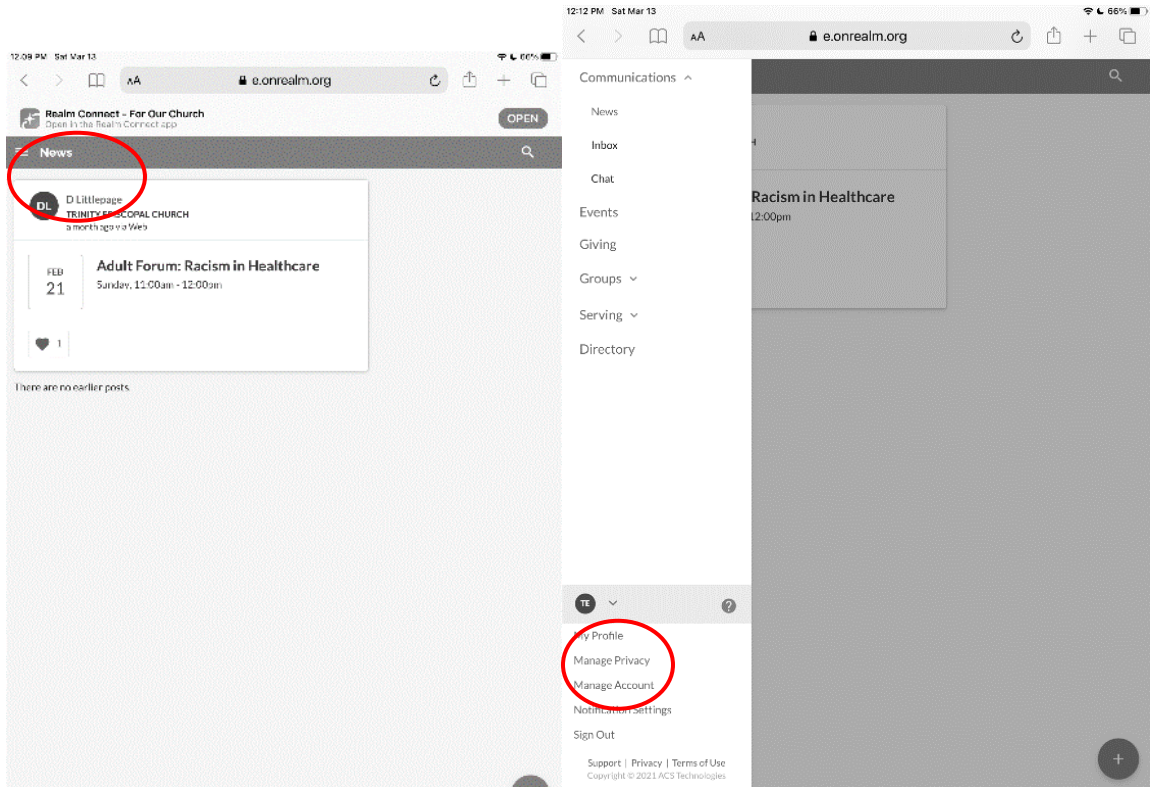 12:09 PM Sat Mar 13
66%
AA
e.onrealm.org
Realm Connect - For Our Church
Open in the Realm Connect app
OPEN
News
DL
D Littlepage
TRINITY EPISCOPAL CHURCH
a month ago via Web
FEB
21
Adult Forum: Racism in Healthcare
Sunday, 11:00am - 12:00pm
1
There are no earlier posts
12:12 PM Sat Mar 13
66%
AA
e.onrealm.org
Communications
News
Inbox
Chat
Events
Giving
Groups
Serving
Directory
H
Racism in Healthcare
12:00pm
TE
?
My Profile
Manage Privacy
Manage Account
Notification Settings
Sign Out
Support | Privacy | Terms of Use
Copyright © 2021 ACS Technologies